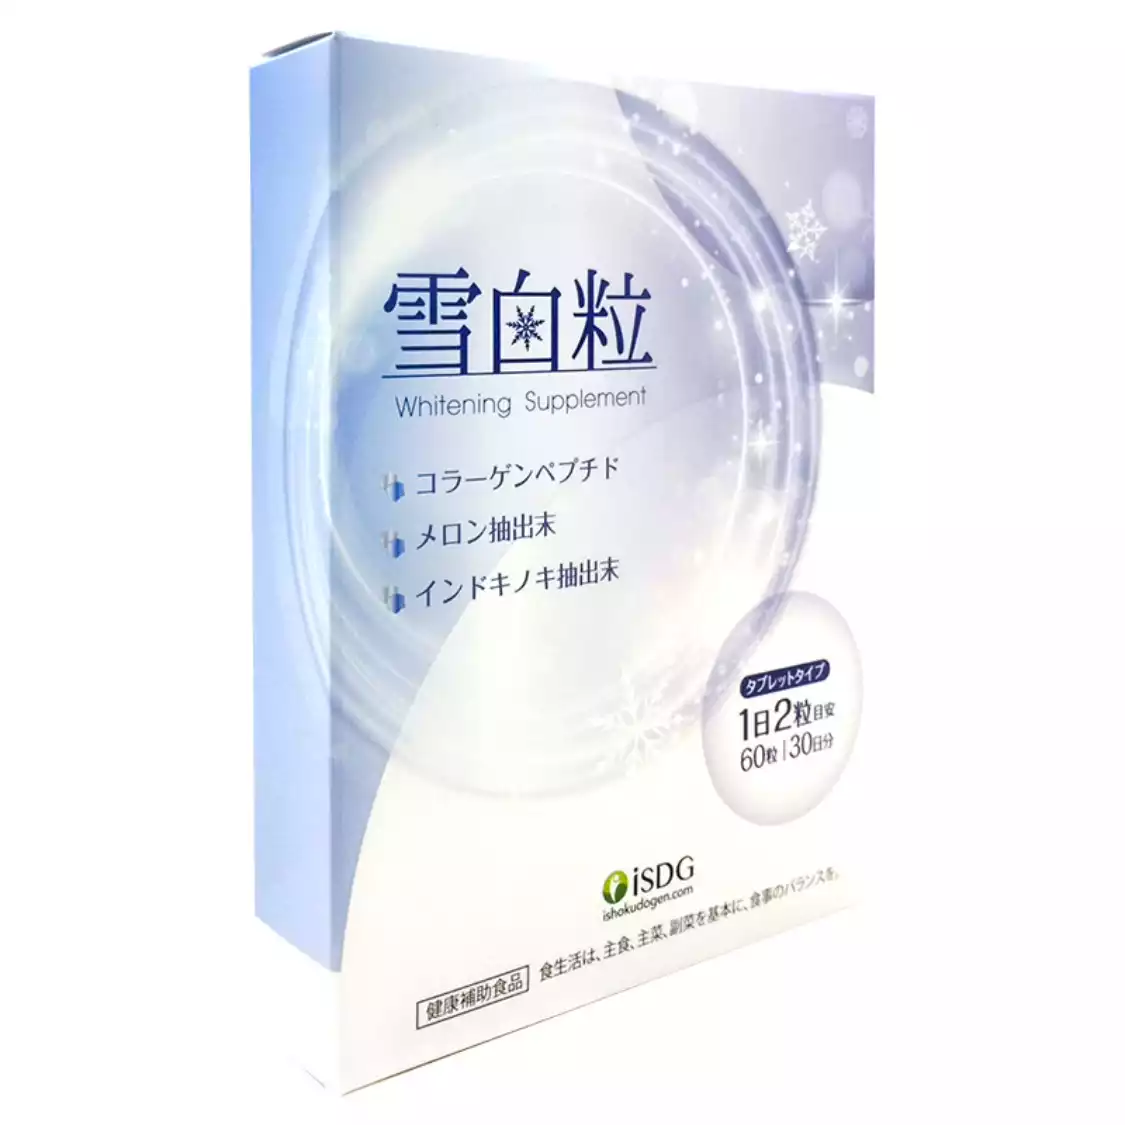 雪白粒
Whitening Supplement
コラーゲンペプチド
メロン抽出末
インドキノキ抽出末
タブレットタイプ
1日2粒目安
60粒 | 30日分
iSDG
ishokudogen.com
健康補助食品 食生活は、主食、主菜、副菜を基本に、食事のバランスを。